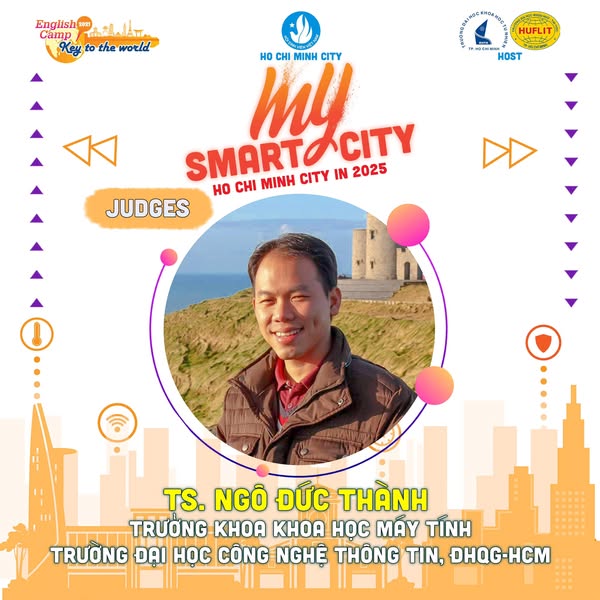 English 2021
Camp
Key to the world
HO CHI MINH CITY
HUFLIT
HOST
my
SMART CITY
HO CHI MINH CITY IN 2025
JUDGES
TS. NGÔ ĐỨC THÀNH
TRƯỞNG KHOA KHOA HỌC MÁY TÍNH
TRƯỜNG ĐẠI HỌC CÔNG NGHỆ THÔNG TIN, ĐHQG-HCM